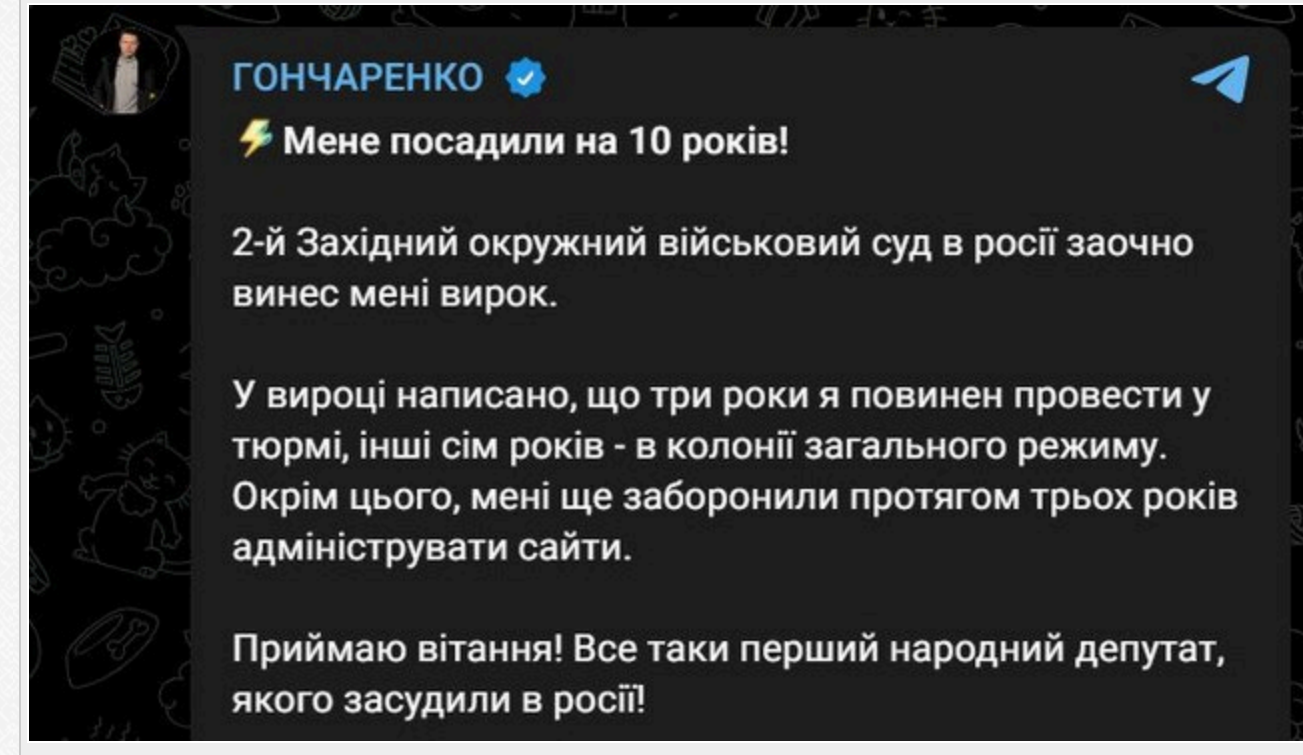 ГОНЧАРЕНКО
⚡Мене посадили на 10 років!
2-й Західний окружний військовий суд в росії заочно
винес мені вирок.
У вироці написано, що три роки я повинен провести у
тюрмі, інші сім років - в колонії загального режиму.
Окрім цього, мені ще заборонили протягом трьох років
адмініструвати сайти.
Приймаю вітання! Все таки перший народний депутат,
якого засудили в росії!